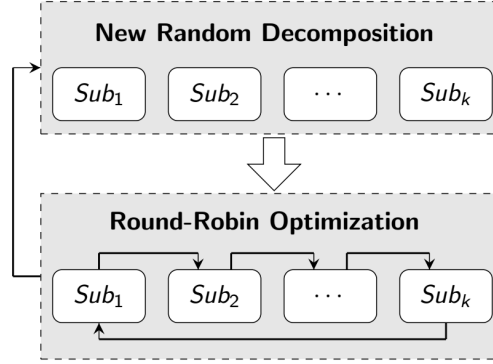 New Random Decomposition
Sub₁ Sub₂ ··· Subₖ
Round-Robin Optimization
Sub₁ Sub₂ ··· Subₖ